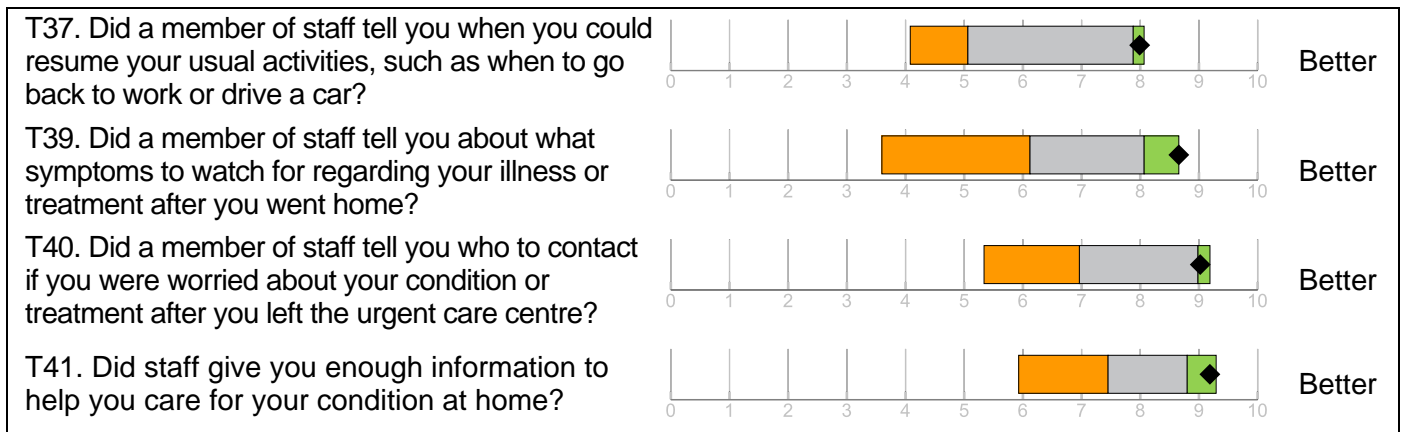 T37. Did a member of staff tell you when you could
resume your usual activities, such as when to go
back to work or drive a car?
0 1 2 3 4 5 6 7 8 9 10
Better
T39. Did a member of staff tell you about what
symptoms to watch for regarding your illness or
treatment after you went home?
0 1 2 3 4 5 6 7 8 9 10
Better
T40. Did a member of staff tell you who to contact
if you were worried about your condition or
treatment after you left the urgent care centre?
0 1 2 3 4 5 6 7 8 9 10
Better
T41. Did staff give you enough information to
help you care for your condition at home?
0 1 2 3 4 5 6 7 8 9 10
Better